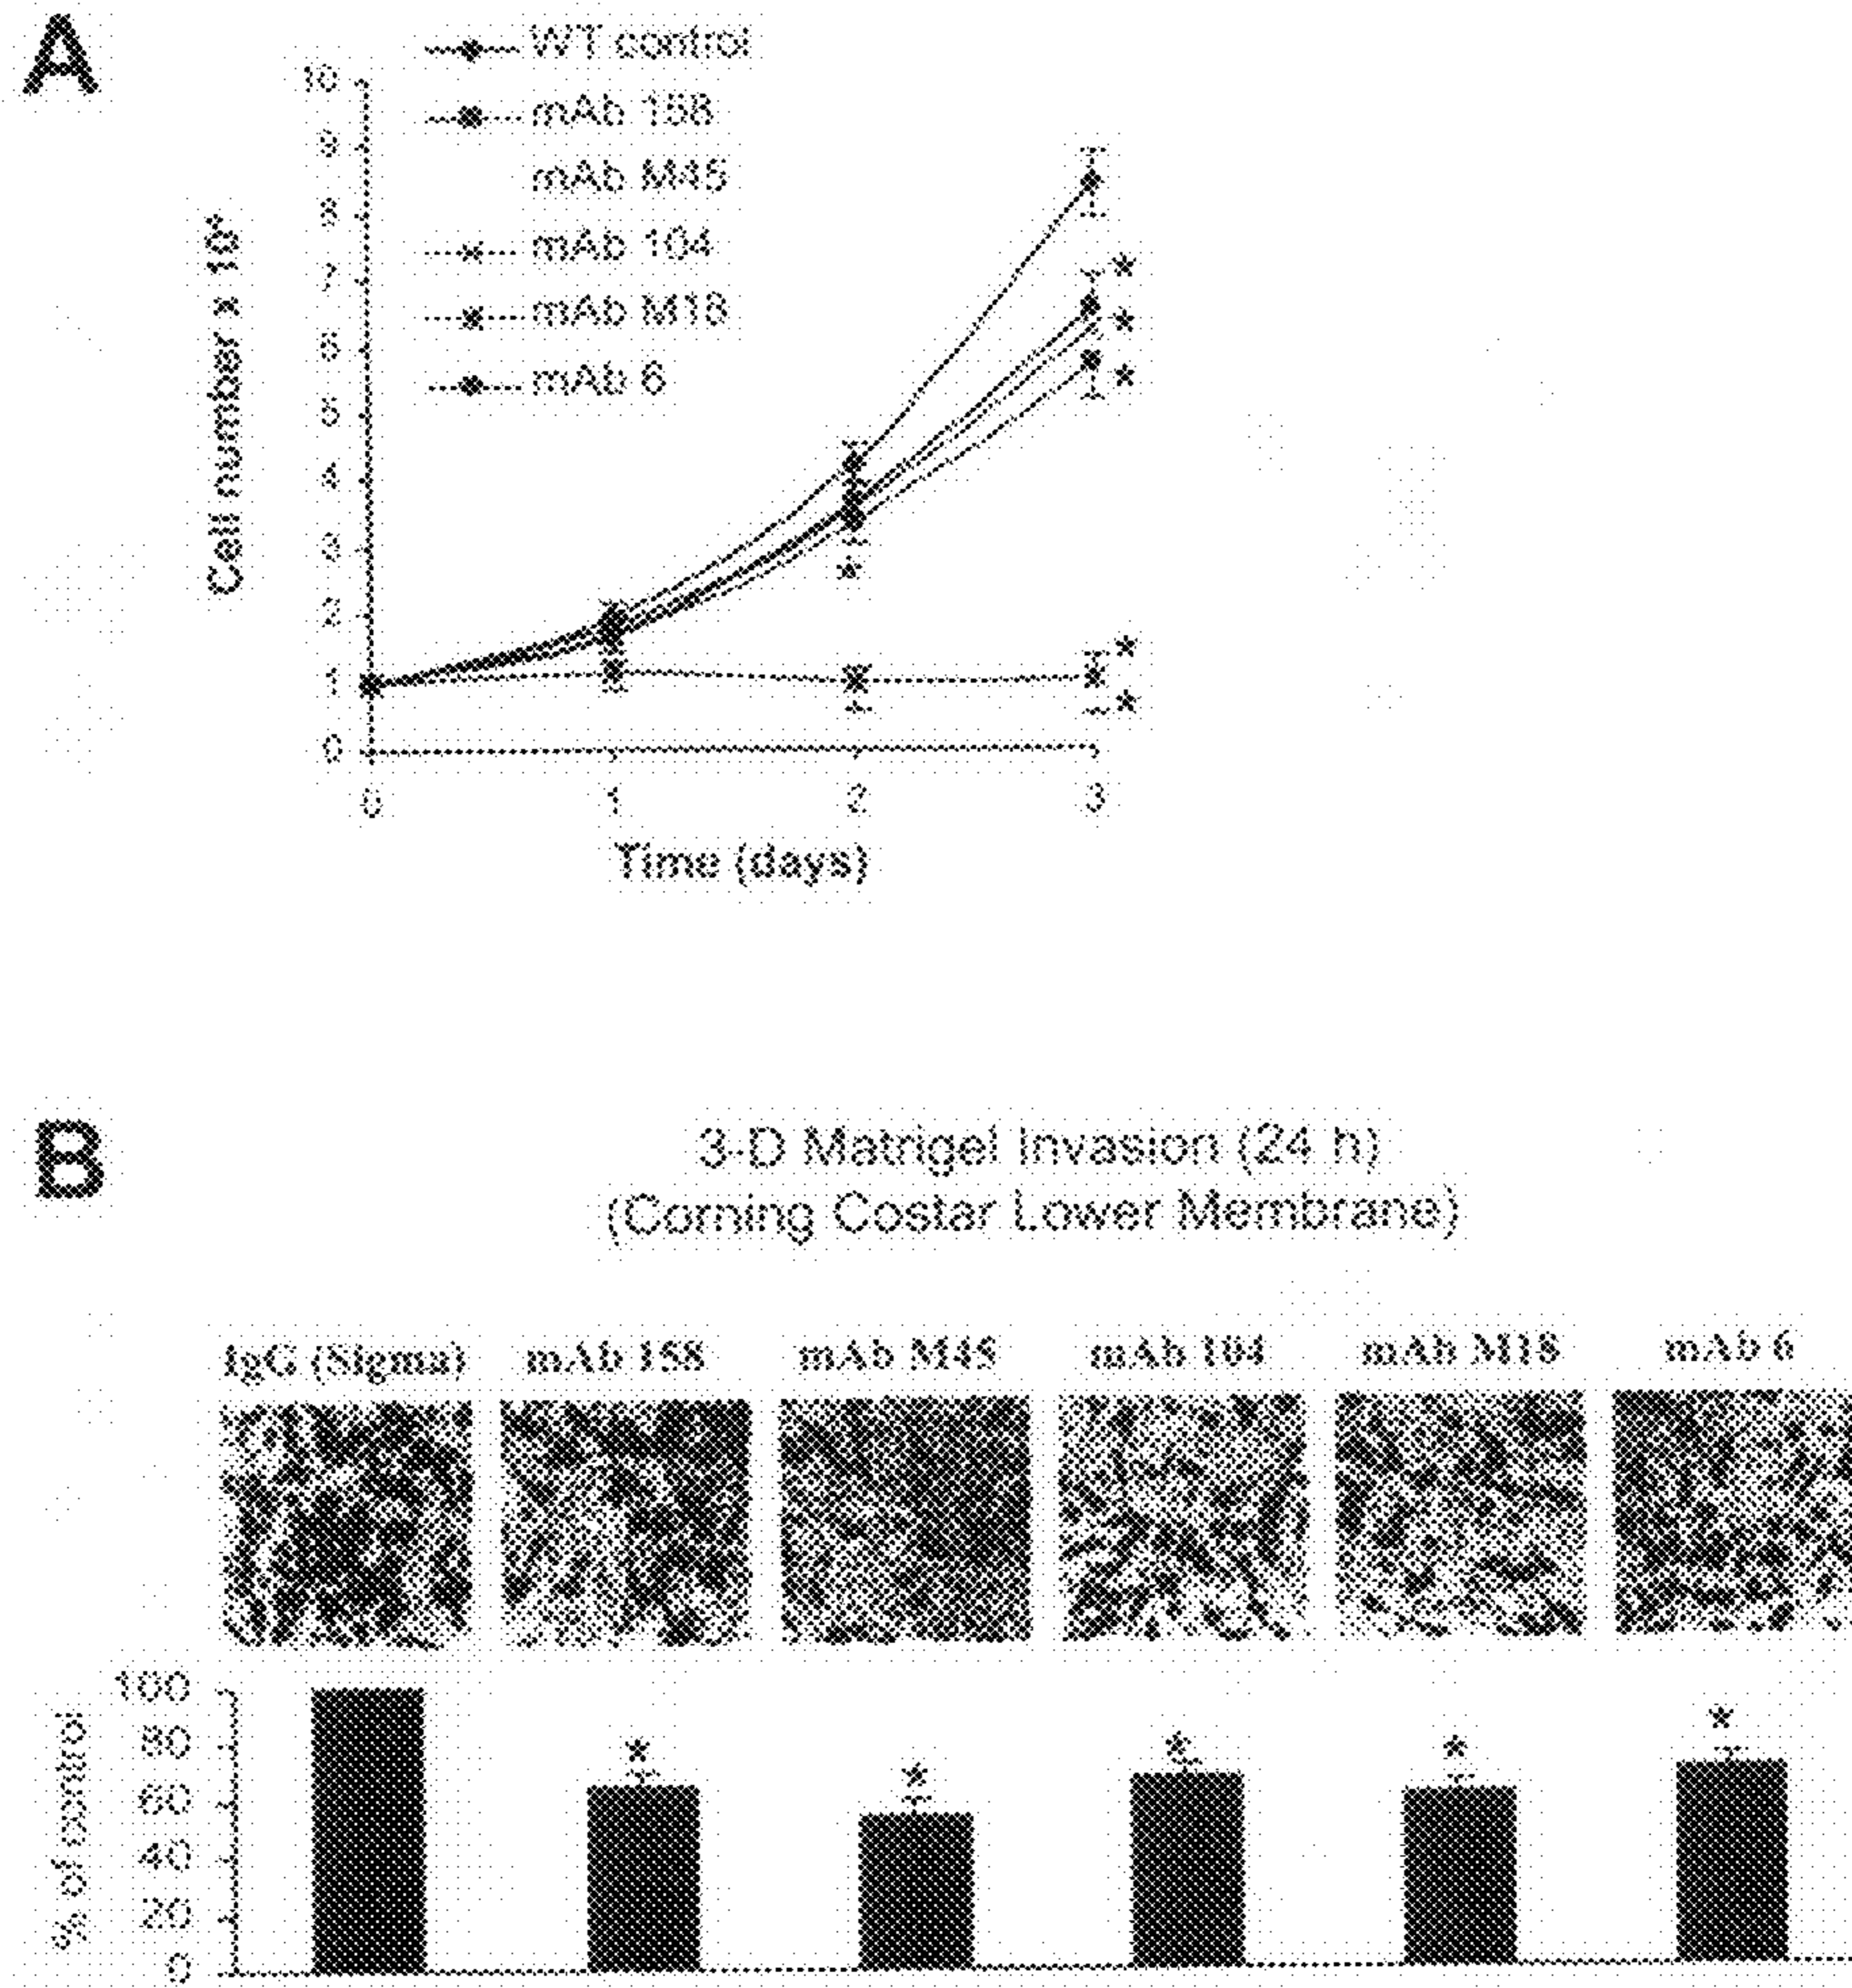 A
WT control
mAb 158
mAb M45
mAb 104
mAb M18
mAb 6
10
9
8
7
6
5
4
3
2
1
0
Cell number x
0 1 2 3
Time (days)
* * * * * *
B
3-D Matrigel Invasion (24 h)
(Corning Costar Lower Membrane)
IgG (Sigma) mAb 158 mAb M45 mAb 104 mAb M18 mAb 6
% of control
100
80
60
40
20
0
* * * * *